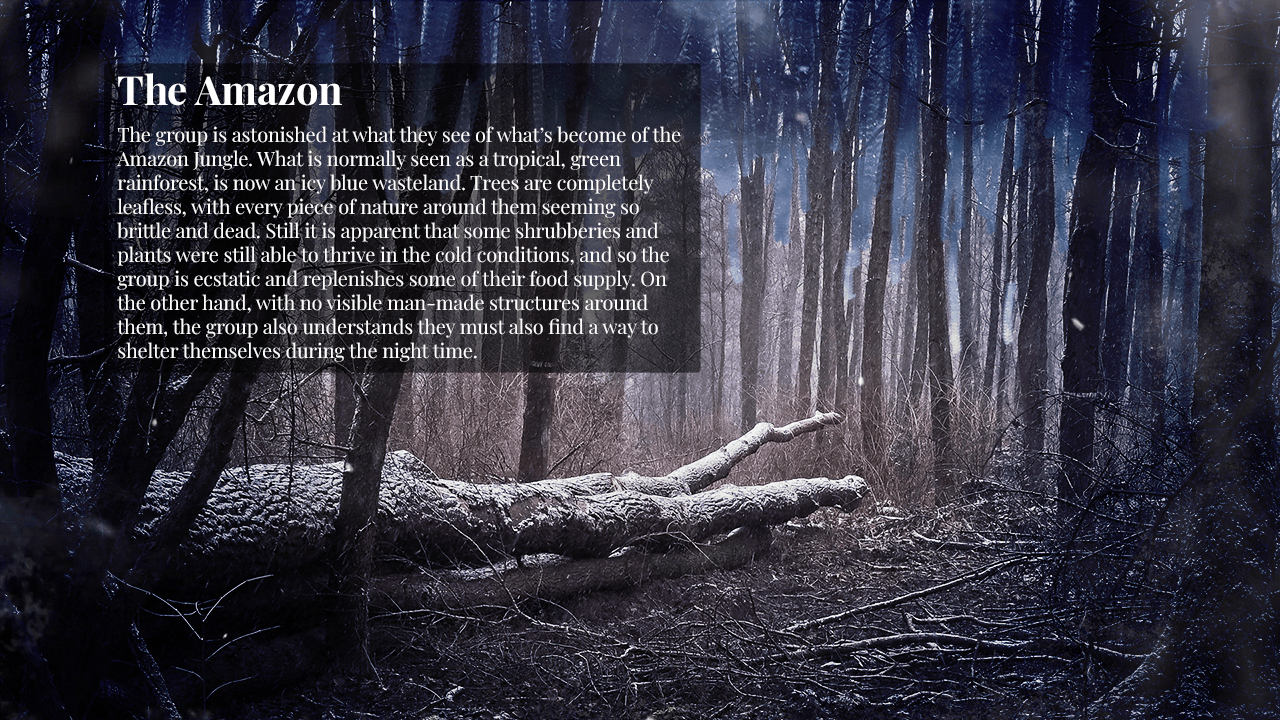 The Amazon
The group is astonished at what they see of what’s become of the
Amazon Jungle. What is normally seen as a tropical, green
rainforest, is now an icy blue wasteland. Trees are completely
leafless, with every piece of nature around them seeming so
brittle and dead. Still it is apparent that some shrubberies and
plants were still able to thrive in the cold conditions, and so the
group is ecstatic and replenishes some of their food supply. On
the other hand, with no visible man-made structures around
them, the group also understands they must also find a way to
shelter themselves during the night time.